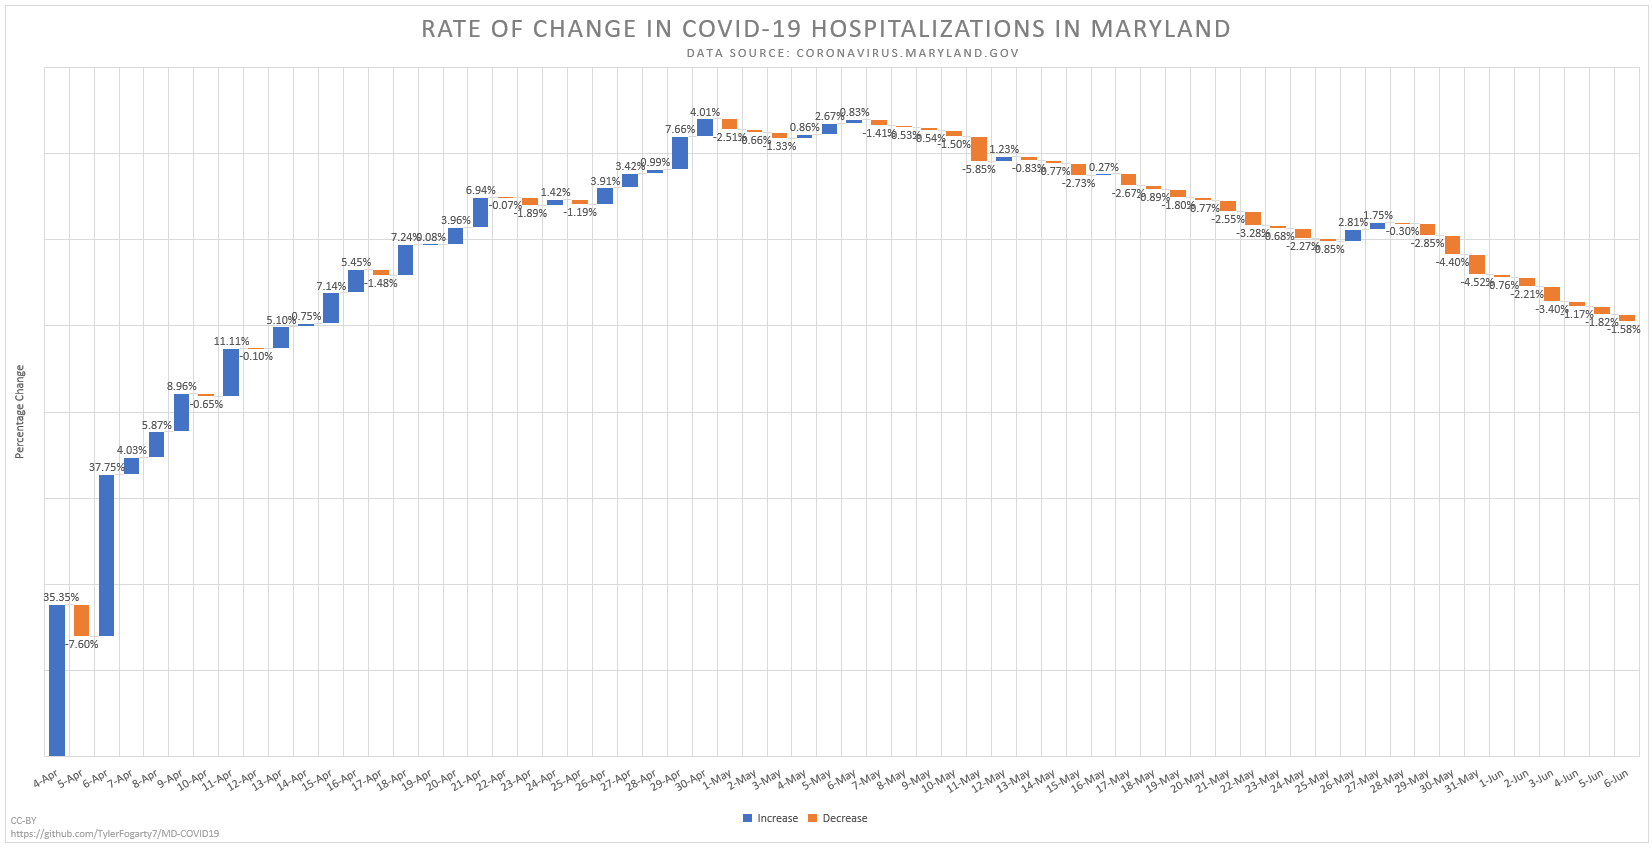 RATE OF CHANGE IN COVID-19 HOSPITALIZATIONS IN MARYLAND
DATA SOURCE: CORONAVIRUS.MARYLAND.GOV
Percentage Change
35.35%
-7.60%
37.75%
4.03%
5.87%
8.96%
-0.65%
11.11%
-0.10%
5.10%
0.75%
7.14%
5.45%
-1.48%
7.24%
0.08%
3.96%
6.94%
-0.07%
-1.89%
1.42%
-1.19%
3.91%
3.42%
0.99%
7.66%
4.01%
-2.51%
-0.66%
-1.33%
0.86%
2.67%
0.83%
-1.41%
-0.53%
-0.54%
-1.50%
-5.85%
1.23%
-0.83%
-0.77%
-2.73%
0.27%
-2.67%
-0.89%
-1.80%
-0.77%
-2.55%
-3.28%
-0.68%
-2.27%
-0.85%
2.81%
1.75%
-0.30%
-2.85%
-4.40%
-4.52%
-0.76%
-2.21%
-3.40%
-1.17%
-1.82%
-1.58%
4-Apr
5-Apr
6-Apr
7-Apr
8-Apr
9-Apr
10-Apr
11-Apr
12-Apr
13-Apr
14-Apr
15-Apr
16-Apr
17-Apr
18-Apr
19-Apr
20-Apr
21-Apr
22-Apr
23-Apr
24-Apr
25-Apr
26-Apr
27-Apr
28-Apr
29-Apr
30-Apr
1-May
2-May
3-May
4-May
5-May
6-May
7-May
8-May
9-May
10-May
11-May
12-May
13-May
14-May
15-May
16-May
17-May
18-May
19-May
20-May
21-May
22-May
23-May
24-May
25-May
26-May
27-May
28-May
29-May
30-May
31-May
1-Jun
2-Jun
3-Jun
4-Jun
5-Jun
6-Jun
Increase
Decrease
CC-BY
https://github.com/TylerFogarty7/MD-COVID19